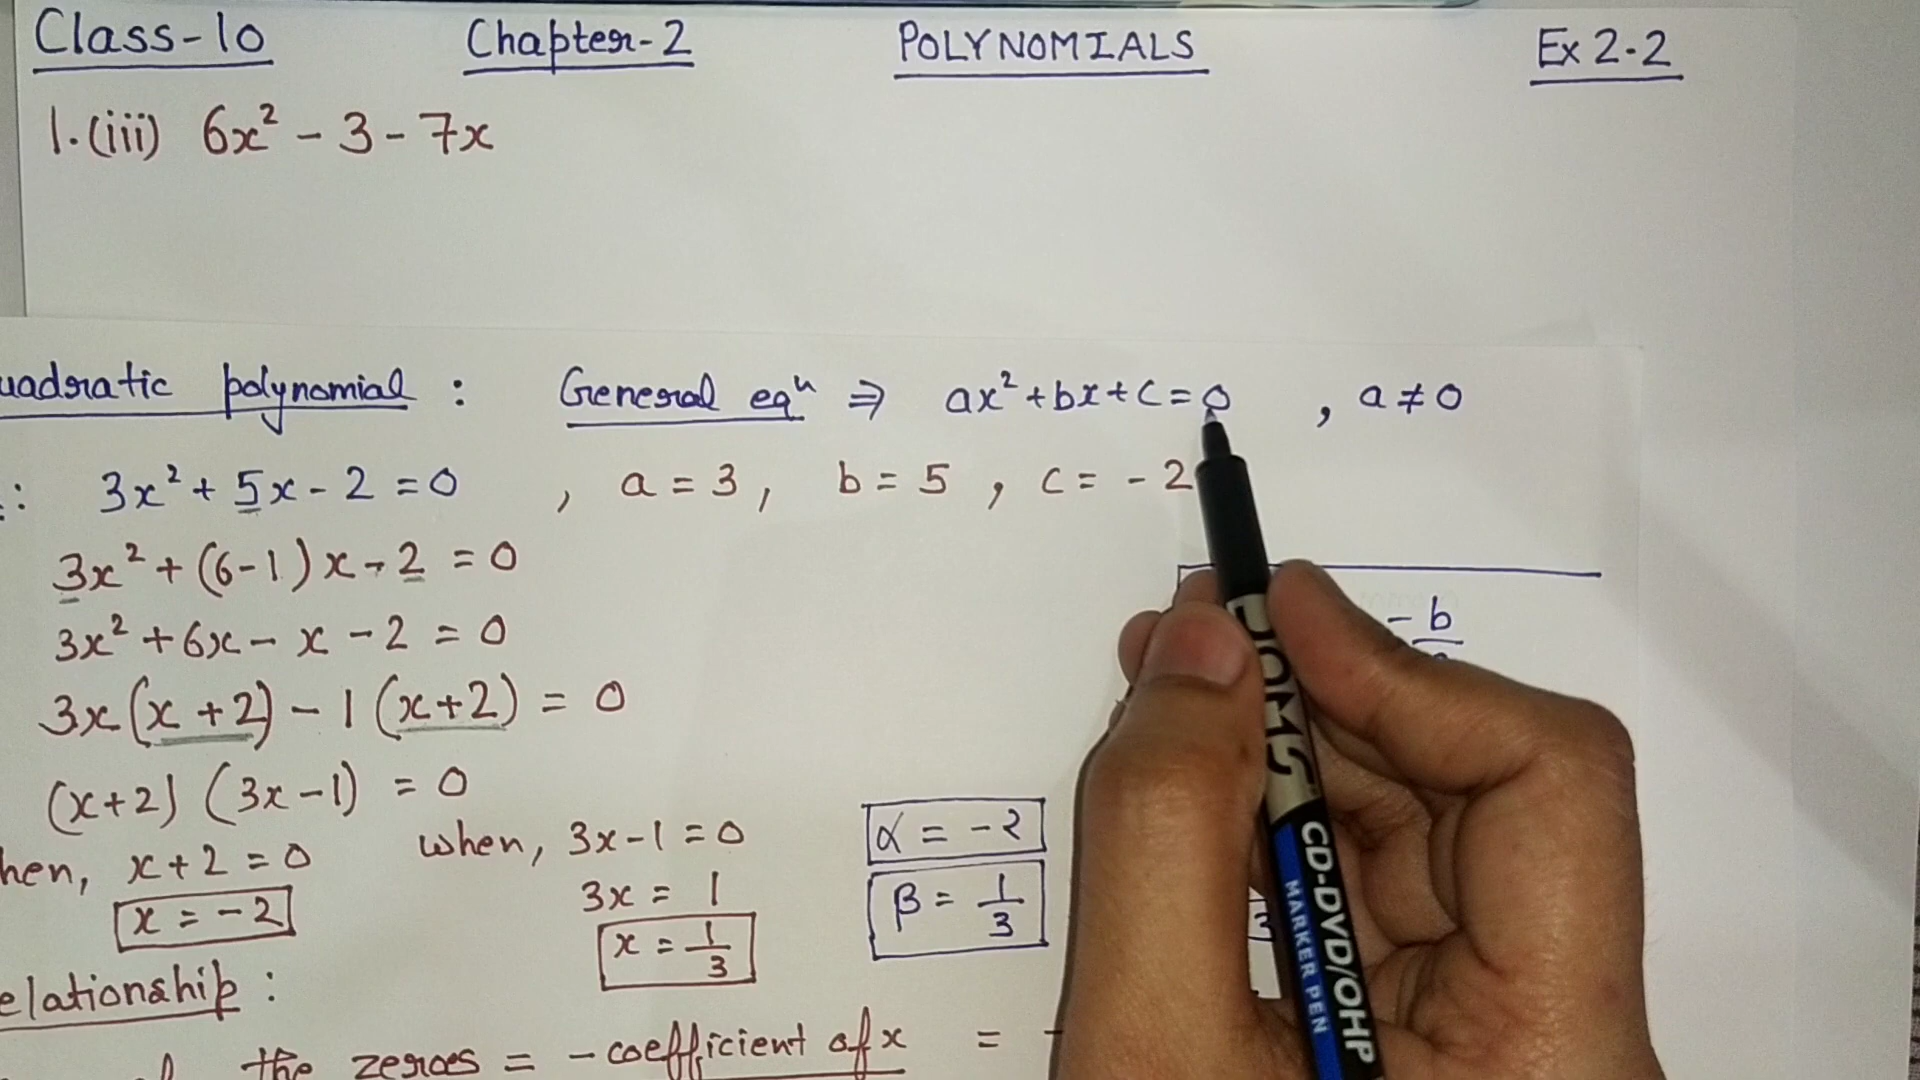 Class-10 Chapter-2 POLYNOMIALS Ex 2.2
1.(iii) 6x² - 3 - 7x
uadratic polynomial : General eqⁿ ⇒ ax²+bx+c=0 , a≠0
: 3x²+5x-2=0 , a=3, b=5, c=-2
3x²+(6-1)x-2=0
3x²+6x-x-2=0
3x(x+2)-1(x+2)=0
(x+2)(3x-1)=0
hen, x+2=0 when, 3x-1=0
x=-2 3x=1
x=1/3
α=-2
β=1/3
-b
elationship :
the zeroes = -coefficient of x = -
DOMS CD-DVD/OHP
MARKER PEN